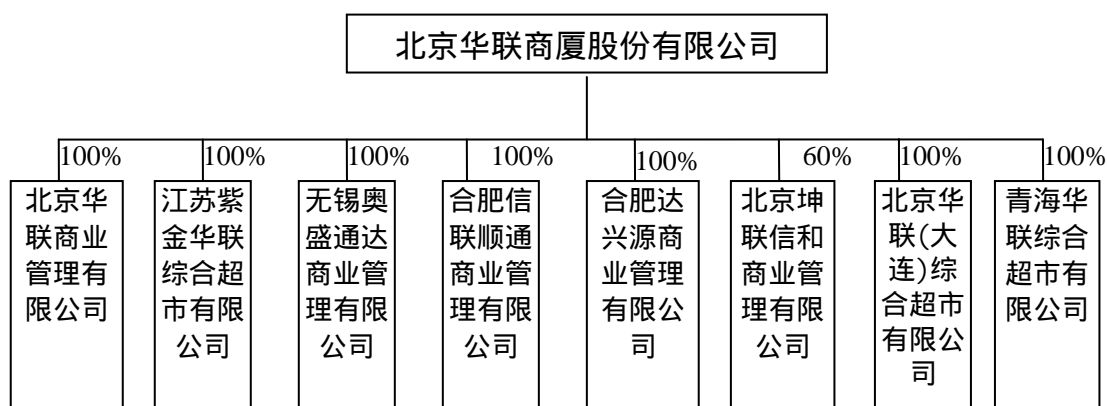 北京华联商厦股份有限公司
100%
100%
100%
100%
100%
60%
100%
100%
北京华
联商业
管理有
限公司
江苏紫
金华联
综合超
市有限
公司
无锡奥
盛通达
商业管
理有限
公司
合肥信
联顺通
商业管
理有限
公司
合肥达
兴源商
业管理
有限公
司
北京坤
联信和
商业管
理有限
公司
北京华
联(大
连)综
合超市
有限公
司
青海华
联综合
超市有
限公司